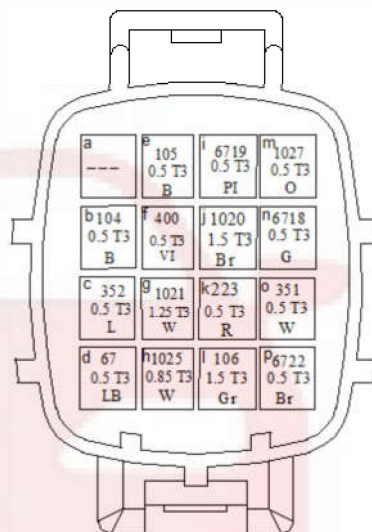 a e i m
--- 105 6719 1027
0.5 T3 0.5 T3 0.5 T3
B PI O
b 104 f 400 j 1020 n 6718
0.5 T3 0.5 T3 1.5 T3 0.5 T3
B VI Br G
c 352 g 1021 k 223 o 351
0.5 T3 1.25 T3 0.5 T3 0.5 T3
L W R W
d 67 h 1025 l 106 p 6722
0.5 T3 0.85 T3 1.5 T3 0.5 T3
LB W Gr Br